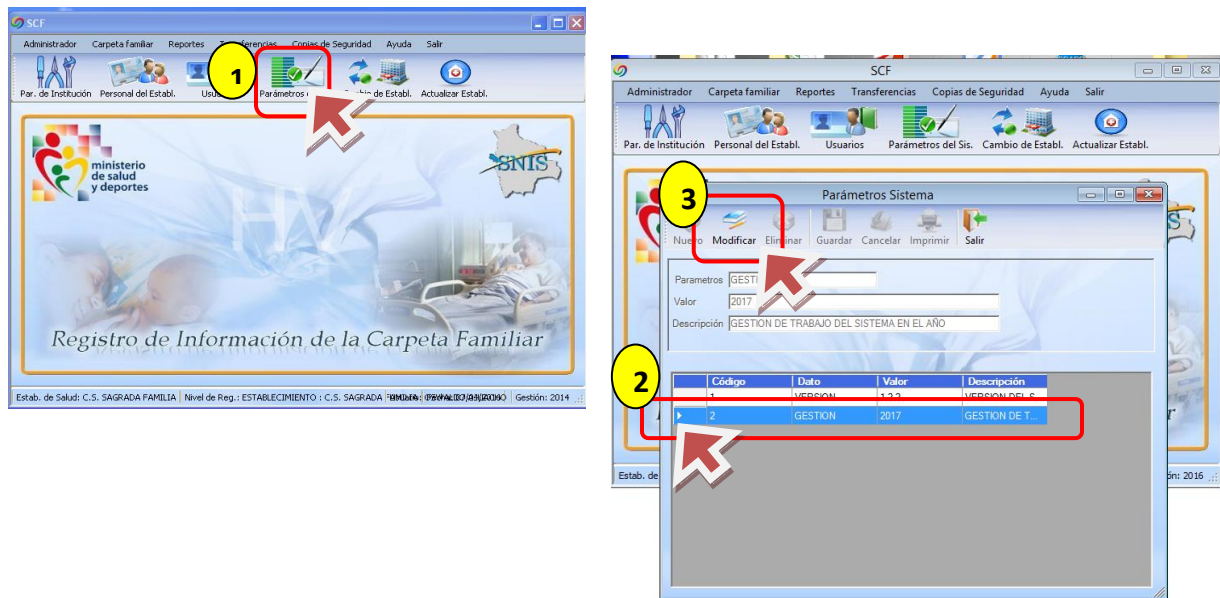 SCF
Administrador Carpeta familiar Reportes Transferencias Copias de Seguridad Ayuda Salir
1
Par. de Institución Personal del Establ. Parámetros de Establ. Actualizar Establ.
ministerio
de salud
y deportes
SNIS
HV
Registro de Información de la Carpeta Familiar
Estab. de Salud: C.S. SAGRADA FAMILIA Nivel de Reg.: ESTABLECIMIENTO : C.S. SAGRADA Gestión: 2014
SCF
Administrador Carpeta familiar Reportes Transferencias Copias de Seguridad Ayuda Salir
Par. de Institución Personal del Establ. Usuarios Parámetros del Sis. Cambio de Establ. Actualizar Establ.
3
Parámetros Sistema
Nuevo Modificar Eliminar Guardar Cancelar Imprimir Salir
Parametros GESTI
Valor 2017
Descripción GESTION DE TRABAJO DEL SISTEMA EN EL AÑO
2
Código Dato Valor Descripción
1 VERSION 1.2.2 VERSION DEL S...
2 GESTION 2017 GESTION DE T...
Estab. de ón: 2016